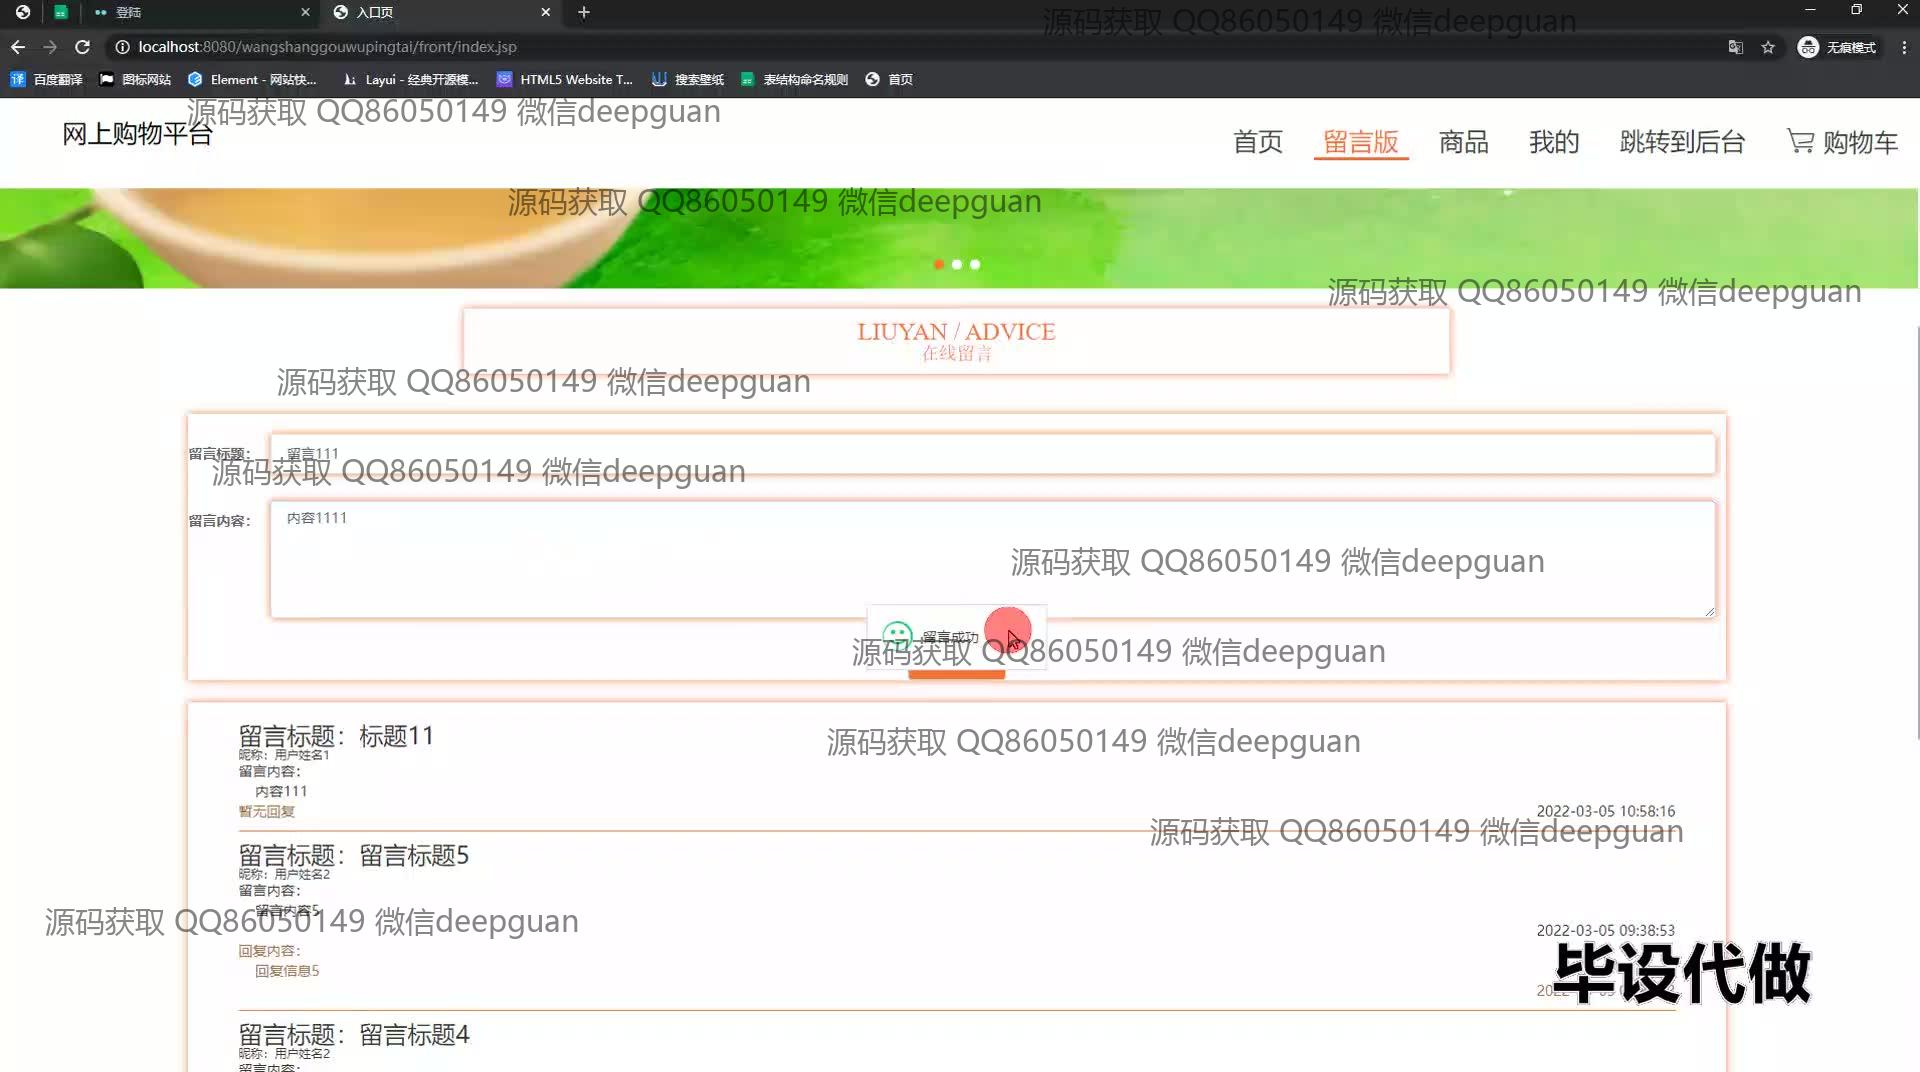 登陆
入口页
源码获取 QQ86050149 微信deepguan
localhost:8080/wangshanggouwupingtai/front/index.jsp
无痕模式
百度翻译
图标网站
Element - 网站快...
Layui - 经典开源模...
HTML5 Website T...
搜索壁纸
表结构命名规则
首页
源码获取 QQ86050149 微信deepguan
网上购物平台
首页
留言版
商品
我的
跳转到后台
购物车
源码获取 QQ86050149 微信deepguan
源码获取 QQ86050149 微信deepguan
LIUYAN / ADVICE
在线留言
源码获取 QQ86050149 微信deepguan
留言标题：
留言111
源码获取 QQ86050149 微信deepguan
留言内容：
内容1111
源码获取 QQ86050149 微信deepguan
留言成功
源码获取 QQ86050149 微信deepguan
留言标题：标题11
昵称：用户姓名1
留言内容：
内容111
暂无回复
2022-03-05 10:58:16
源码获取 QQ86050149 微信deepguan
源码获取 QQ86050149 微信deepguan
留言标题：留言标题5
昵称：用户姓名2
留言内容：
留言内容5
源码获取 QQ86050149 微信deepguan
2022-03-05 09:38:53
回复内容：
回复信息5
毕设代做
留言标题：留言标题4
昵称：用户姓名2
留言内容：